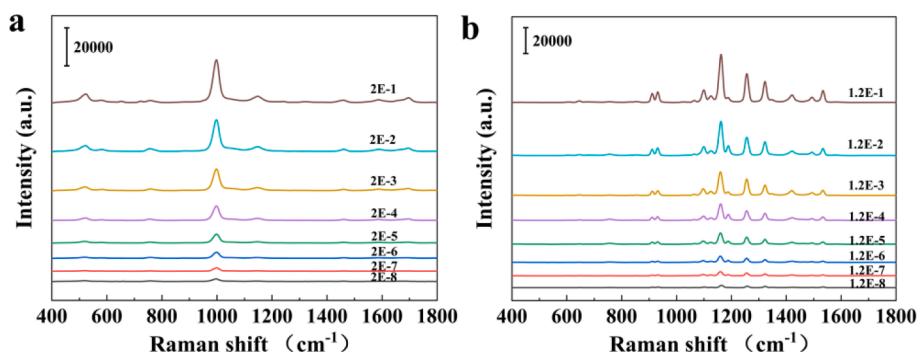 a
20000
2E-1
2E-2
2E-3
2E-4
2E-5
2E-6
2E-7
2E-8
Intensity (a.u.)
400 600 800 1000 1200 1400 1600 1800
Raman shift （cm⁻¹）
b
20000
1.2E-1
1.2E-2
1.2E-3
1.2E-4
1.2E-5
1.2E-6
1.2E-7
1.2E-8
Intensity (a.u.)
400 600 800 1000 1200 1400 1600 1800
Raman shift （cm⁻¹）